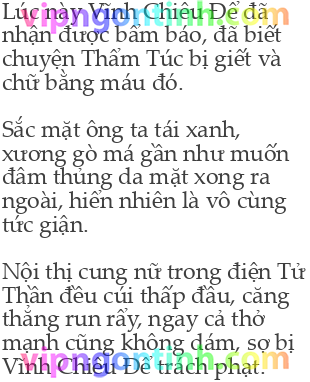 Lúc này Vĩnh Chiêu Đế đã
vipngontinh.com
nhận được bẩm báo, đã biết
chuyện Thẩm Túc bị giết và
chữ bằng máu đó.
Sắc mặt ông ta tái xanh,
xương gò má gần như muốn
đâm thủng da mặt xong ra
ngoài, hiển nhiên là vô cùng
tức giận.
Nội thị cung nữ trong điện Tử
Thần đều cúi thấp đầu, căng
thẳng run rẩy, ngay cả thở
mạnh cũng không dám, sợ bị
Vĩnh Chiêu Đế trách phạt.
vipngontinh.com